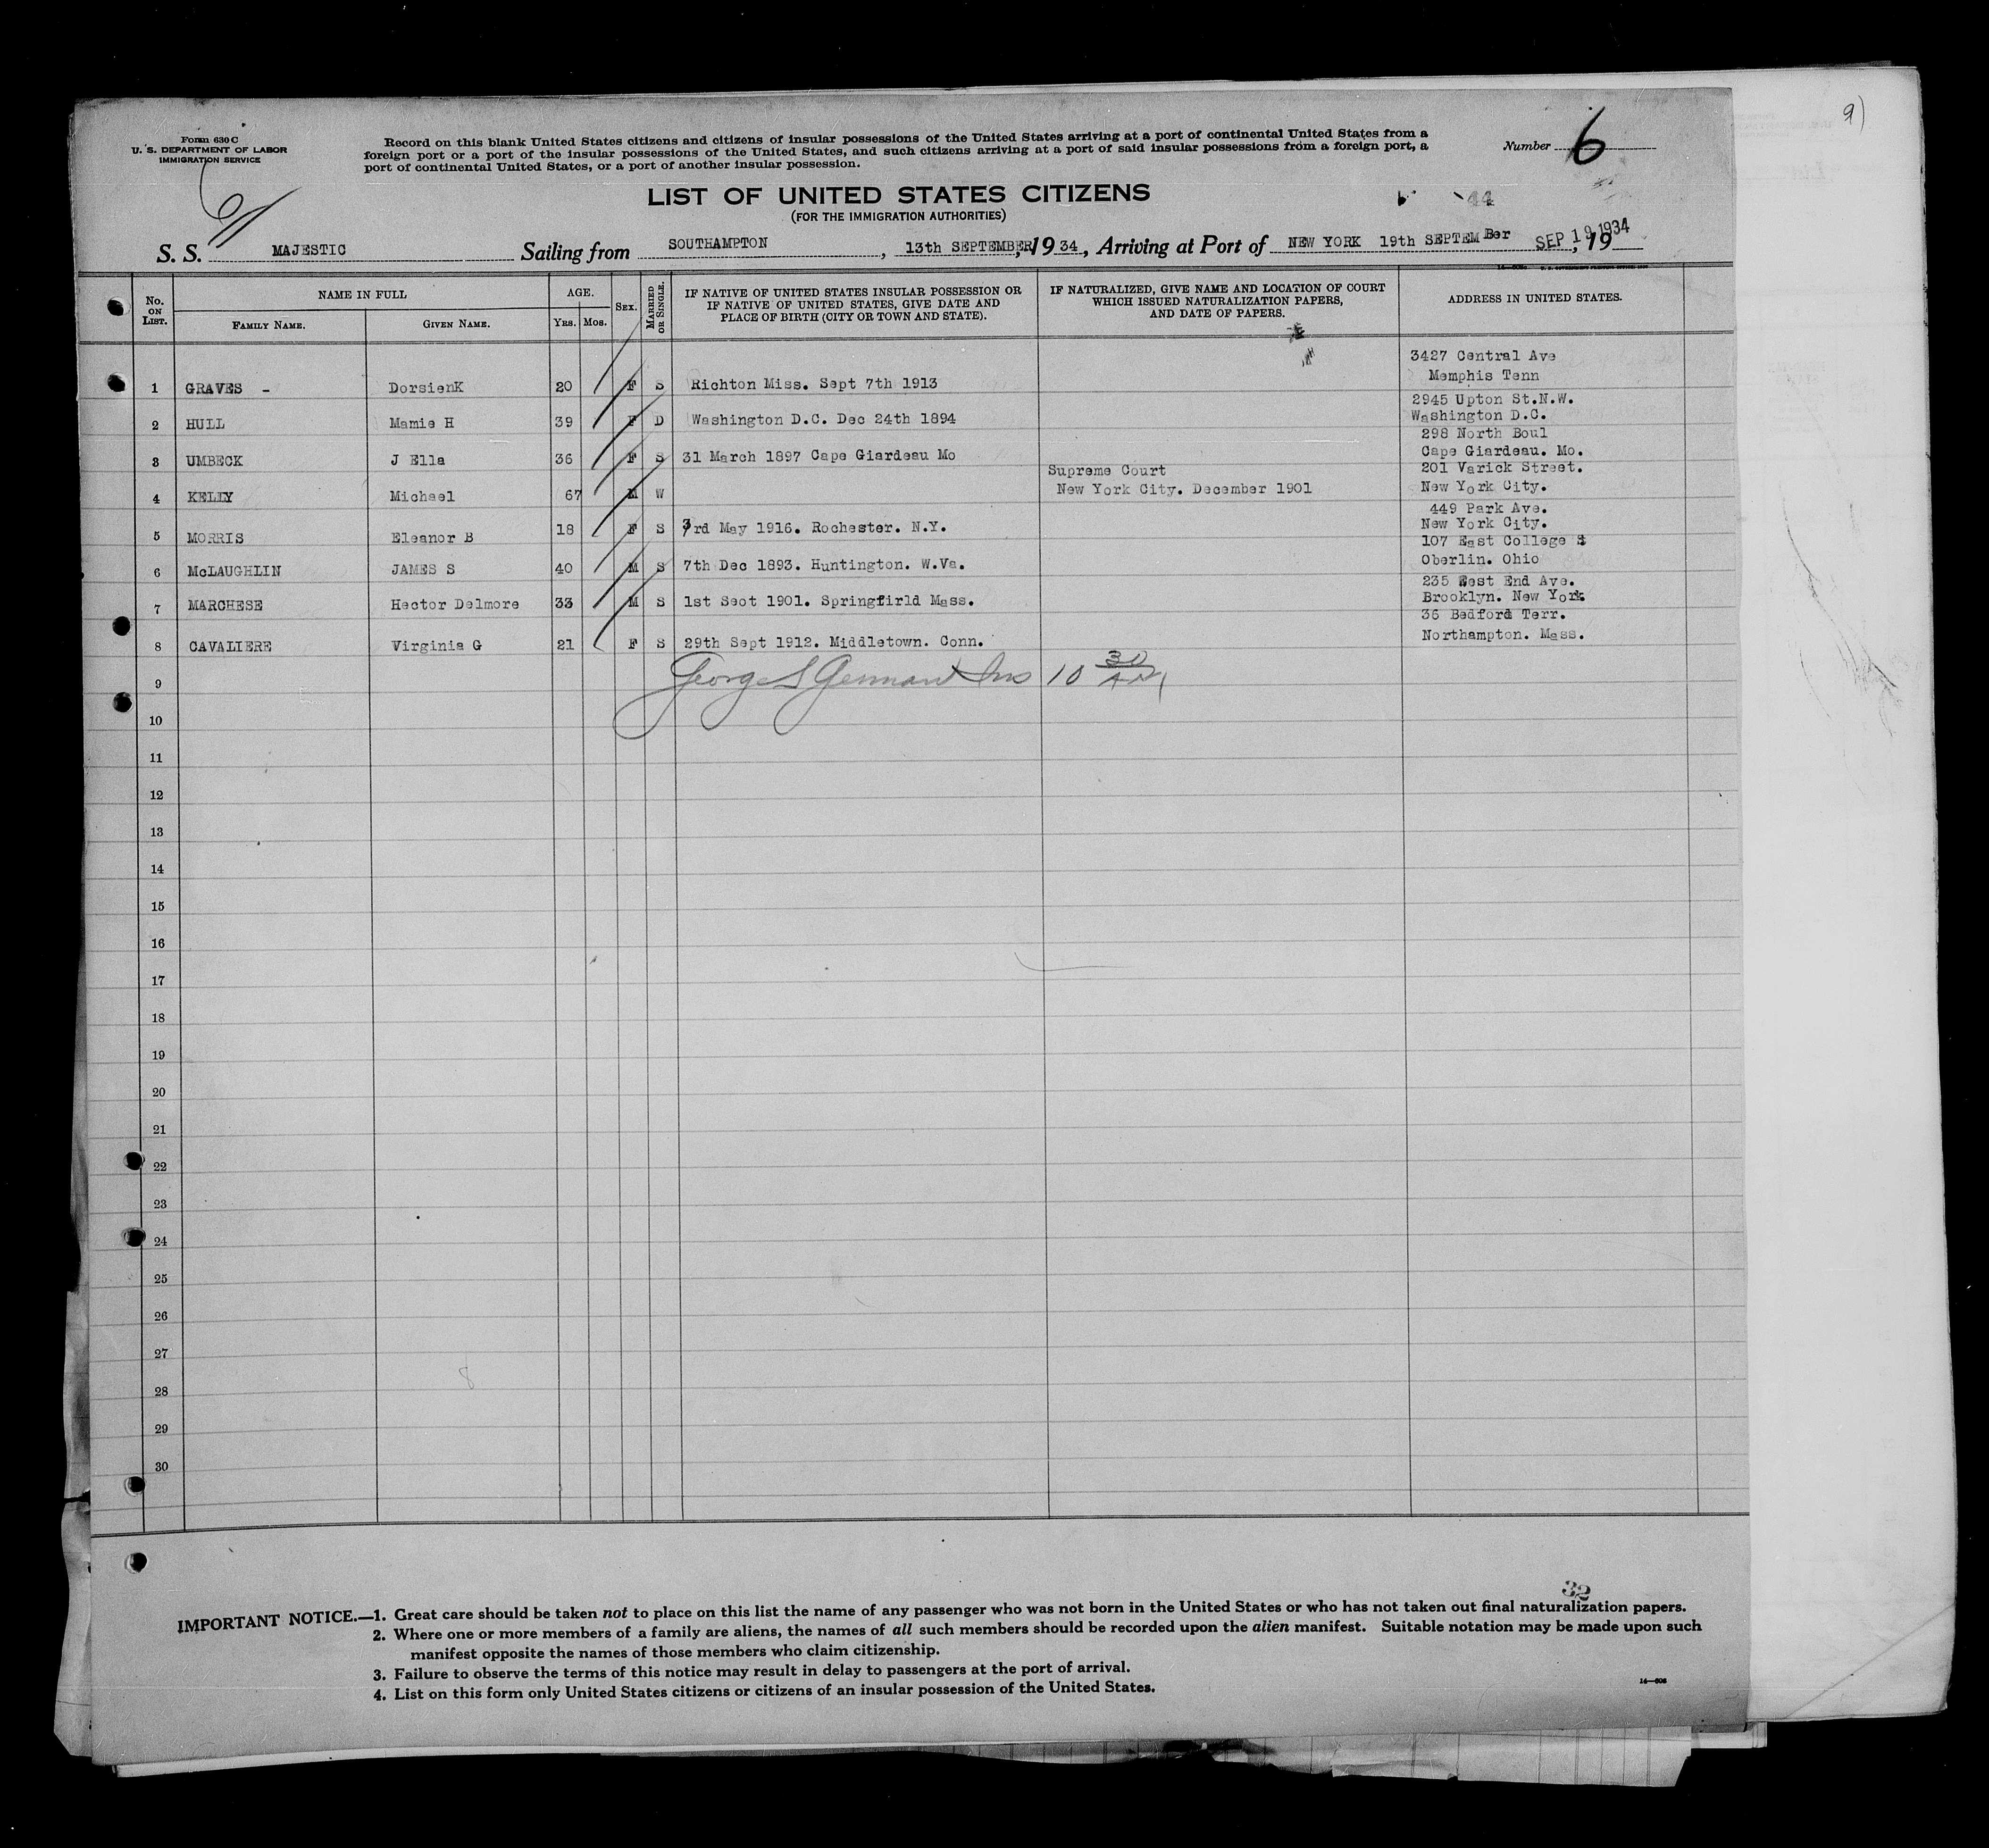 9)
Form 630 C
U. S. DEPARTMENT OF LABOR
IMMIGRATION SERVICE
Record on this blank United States citizens and citizens of insular possessions of the United States arriving at a port of continental United States from a
foreign port or a port of the insular possessions of the United States, and such citizens arriving at a port of said insular possessions from a foreign port, a
port of continental United States, or a port of another insular possession.
Number 6
LIST OF UNITED STATES CITIZENS
(FOR THE IMMIGRATION AUTHORITIES)
44
S. S. MAJESTIC Sailing from SOUTHAMPTON, 13th SEPTEMBER, 1934, Arriving at Port of NEW YORK 19th SEPTEMBer SEP 19 1934, 19
No. ON LIST.
NAME IN FULL
FAMILY NAME. GIVEN NAME.
AGE.
YRS. MOS.
SEX.
MARRIED OR SINGLE.
IF NATIVE OF UNITED STATES INSULAR POSSESSION OR
IF NATIVE OF UNITED STATES, GIVE DATE AND
PLACE OF BIRTH (CITY OR TOWN AND STATE).
IF NATURALIZED, GIVE NAME AND LOCATION OF COURT
WHICH ISSUED NATURALIZATION PAPERS,
AND DATE OF PAPERS.
ADDRESS IN UNITED STATES.
3427 Central Ave
1 GRAVES - DorsienK 20 F S Richton Miss. Sept 7th 1913 Memphis Tenn
2945 Upton St.N.W.
2 HULL Mamie H 39 F D Washington D.C. Dec 24th 1894 Washington D.C.
298 North Boul
3 UMBECK J Ella 36 F S 31 March 1897 Cape Giardeau Mo Cape Giardeau. Mo.
Supreme Court 201 Varick Street.
4 KELLY Michael 67 M W New York City. December 1901 New York City.
449 Park Ave.
5 MORRIS Eleanor B 18 F S 3rd May 1916. Rochester. N.Y. New York City.
107 East College S
6 McLAUGHLIN JAMES S 40 M S 7th Dec 1893. Huntington. W.Va. Oberlin. Ohio
235 West End Ave.
7 MARCHESE Hector Delmore 33 M S 1st Seot 1901. Springfirld Mass. Brooklyn. New York
36 Bedford Terr.
8 CAVALIERE Virginia G 21 F S 29th Sept 1912. Middletown. Conn. Northampton. Mass.
9 George S 10 30
10
11
12
13
14
15
16
17
18
19
20
21
22
23
24
25
26
27
8
28
29
30
32
IMPORTANT NOTICE.—1. Great care should be taken not to place on this list the name of any passenger who was not born in the United States or who has not taken out final naturalization papers.
2. Where one or more members of a family are aliens, the names of all such members should be recorded upon the alien manifest. Suitable notation may be made upon such
manifest opposite the names of those members who claim citizenship.
3. Failure to observe the terms of this notice may result in delay to passengers at the port of arrival.
4. List on this form only United States citizens or citizens of an insular possession of the United States.